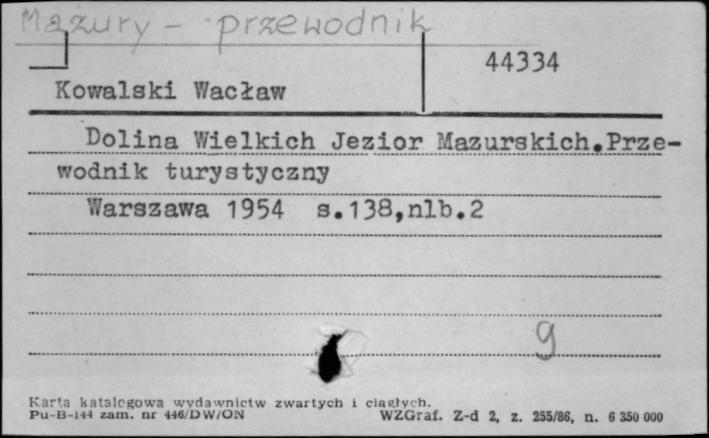 Mazury - przewodnik
44334
Kowalski Wacław
Dolina Wielkich Jezior Mazurskich.Prze-
wodnik turystyczny
Warszawa 1954 s.138,nlb.2
9
Karta katalogowa wydawnictw zwartych i ciągłych.
Pu-B-144 zam. nr 446/DW/ON WZGraf. Z-d 2, z. 255/86, n. 6 350 000